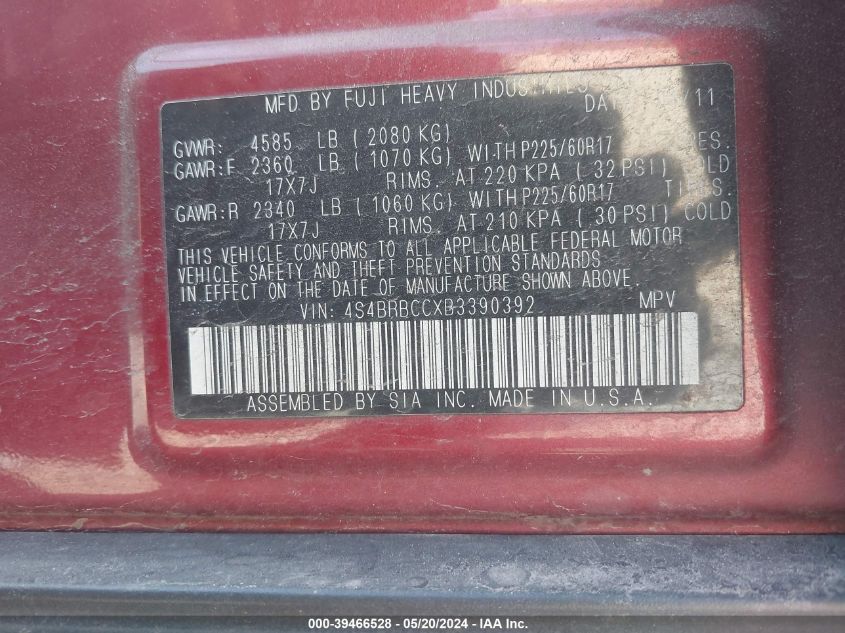 MFD. BY FUJI HEAVY INDUSTRIES
/11
GVWR: 4585 LB (2080 KG)
GAWR:F 2360 LB (1070 KG) WITH P225/60R17
17X7J RIMS. AT 220 KPA (32 PSI) COLD
GAWR:R 2340 LB (1060 KG) WITH P225/60R17 TIRES.
17X7J RIMS. AT 210 KPA (30 PSI) COLD
THIS VEHICLE CONFORMS TO ALL APPLICABLE FEDERAL MOTOR
VEHICLE SAFETY AND THEFT PREVENTION STANDARDS
IN EFFECT ON THE DATE OF MANUFACTURE SHOWN ABOVE.
VIN: 4S4BRBCCXB3390392 MPV
ASSEMBLED BY SIA INC. MADE IN U.S.A.
000-39466528 - 05/20/2024 - IAA Inc.